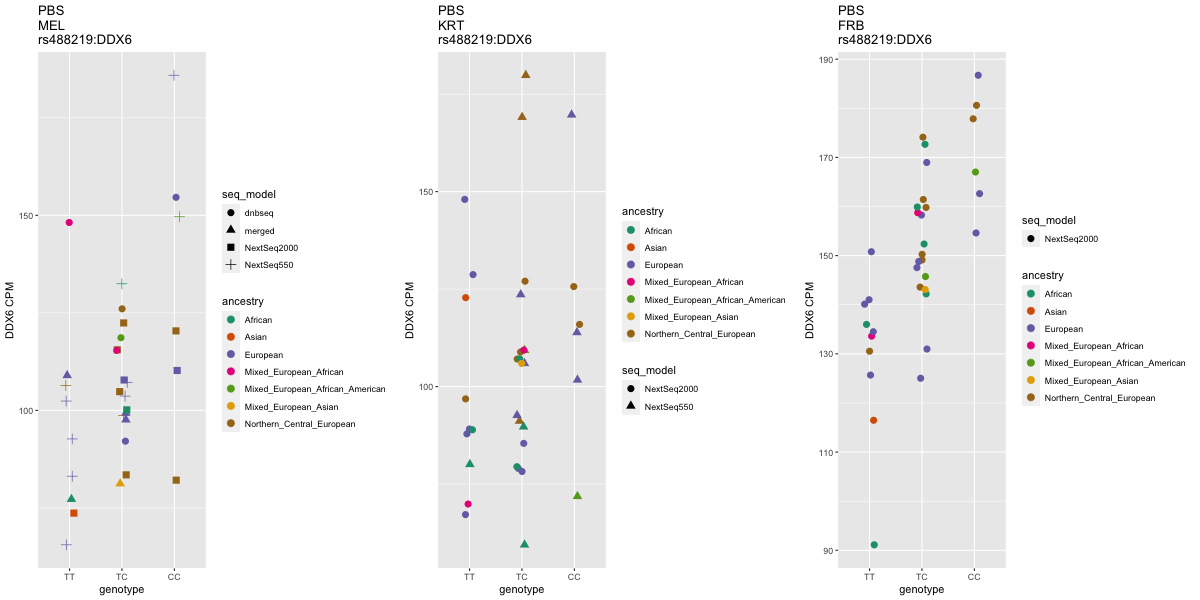 PBS
MEL
rs488219:DDX6
DDX6 CPM
150
100
TT
TC
CC
genotype
seq_model
dnbseq
merged
NextSeq2000
NextSeq550
ancestry
African
Asian
European
Mixed_European_African
Mixed_European_African_American
Mixed_European_Asian
Northern_Central_European
PBS
KRT
rs488219:DDX6
DDX6 CPM
150
100
TT
TC
CC
genotype
ancestry
African
Asian
European
Mixed_European_African
Mixed_European_African_American
Mixed_European_Asian
Northern_Central_European
seq_model
NextSeq2000
NextSeq550
PBS
FRB
rs488219:DDX6
DDX6 CPM
190
170
150
130
110
90
TT
TC
CC
genotype
seq_model
NextSeq2000
ancestry
African
Asian
European
Mixed_European_African
Mixed_European_African_American
Mixed_European_Asian
Northern_Central_European